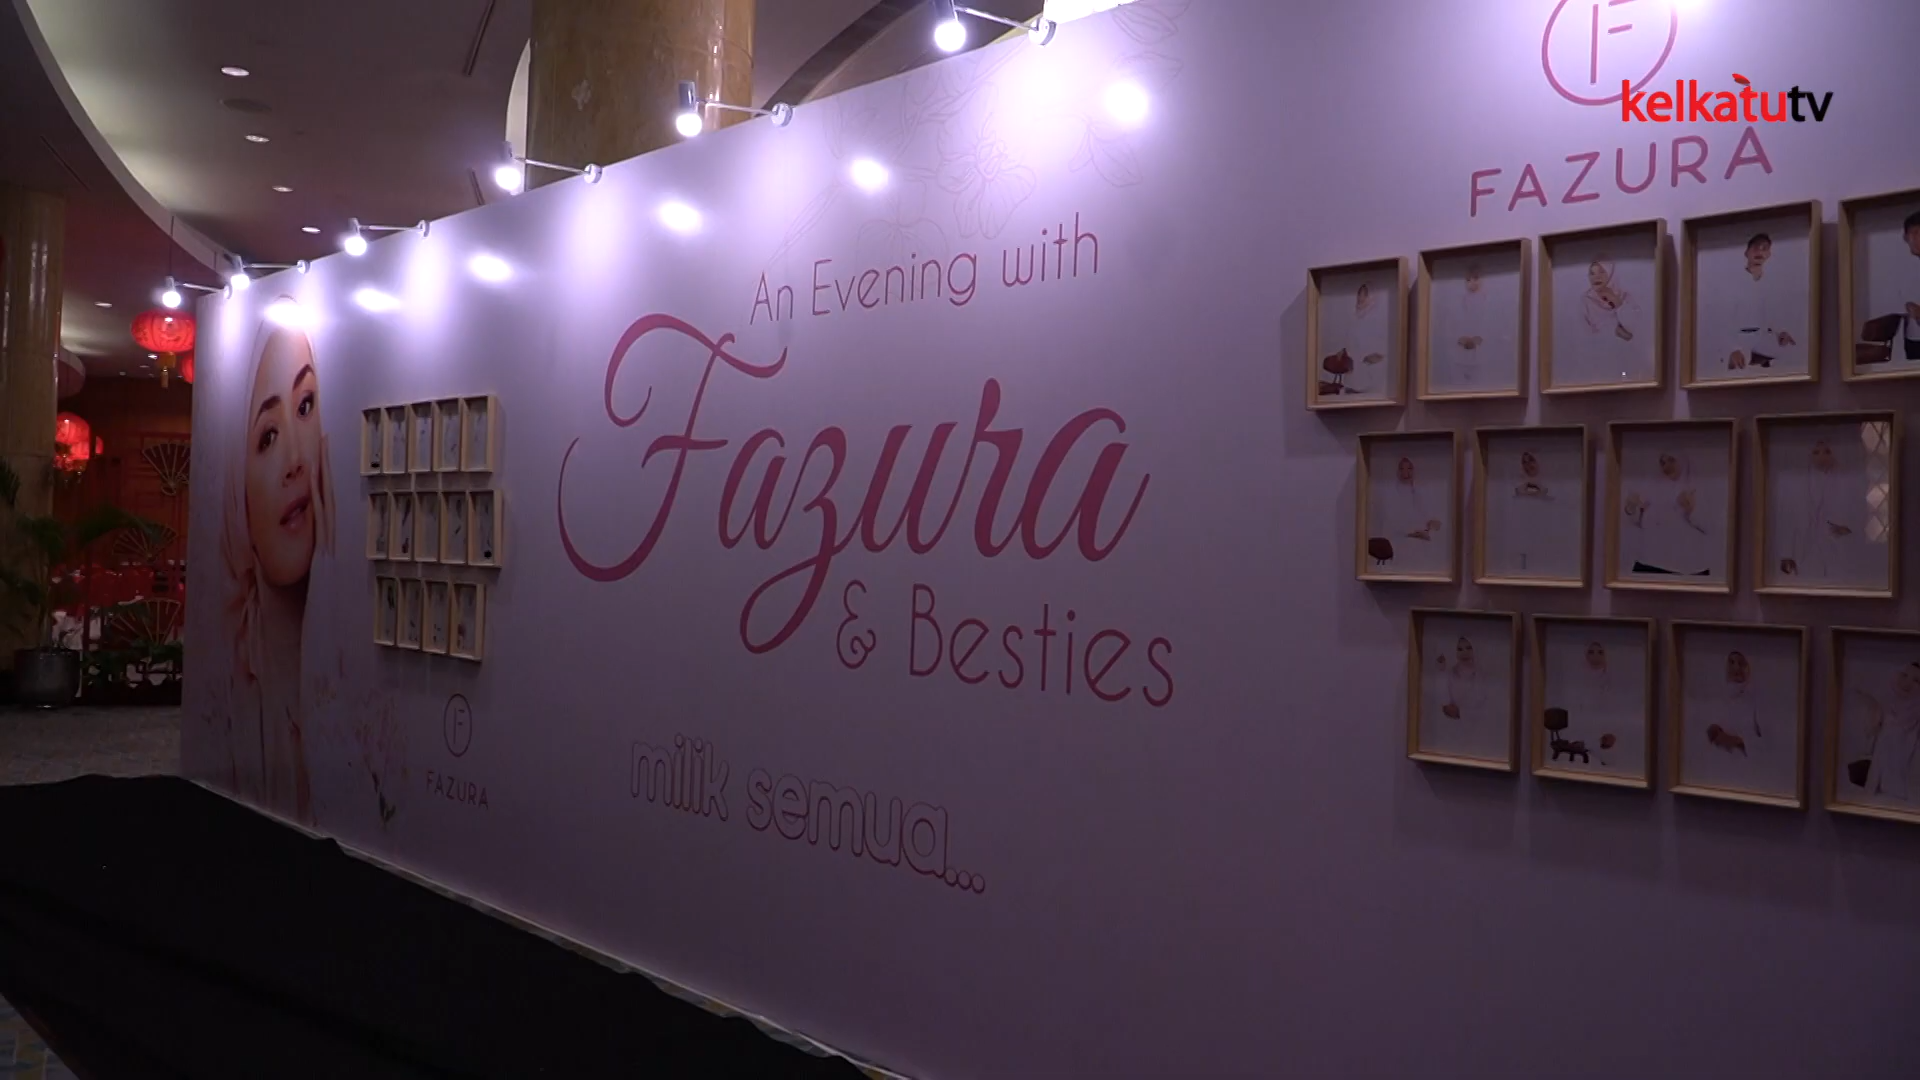 kelkatutv
F
FAZURA
An Evening with
Fazura
& Besties
milik semua...
F
FAZURA